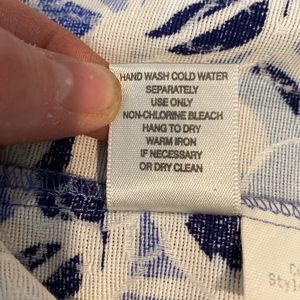 HAND WASH COLD WATER
SEPARATELY
USE ONLY
NON-CHLORINE BLEACH
HANG TO DRY
WARM IRON
IF NECESSARY
OR DRY CLEAN